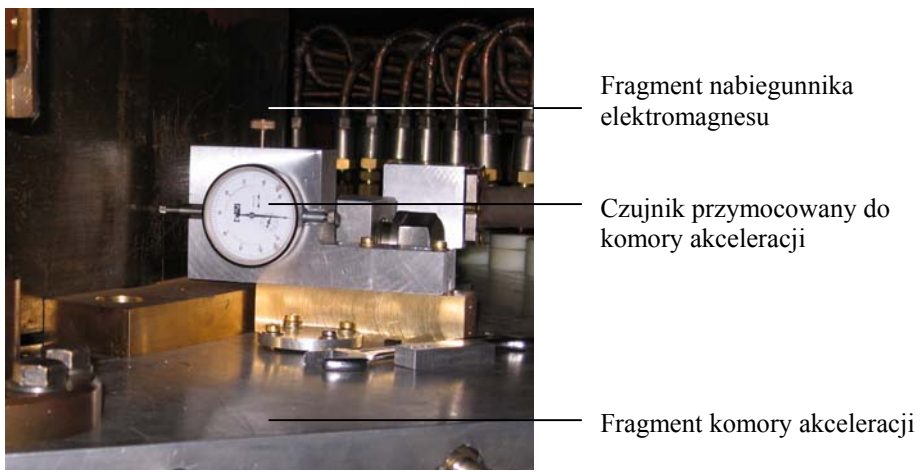 Fragment nabiegunnika
elektromagnesu
Czujnik przymocowany do
komory akceleracji
Fragment komory akceleracji